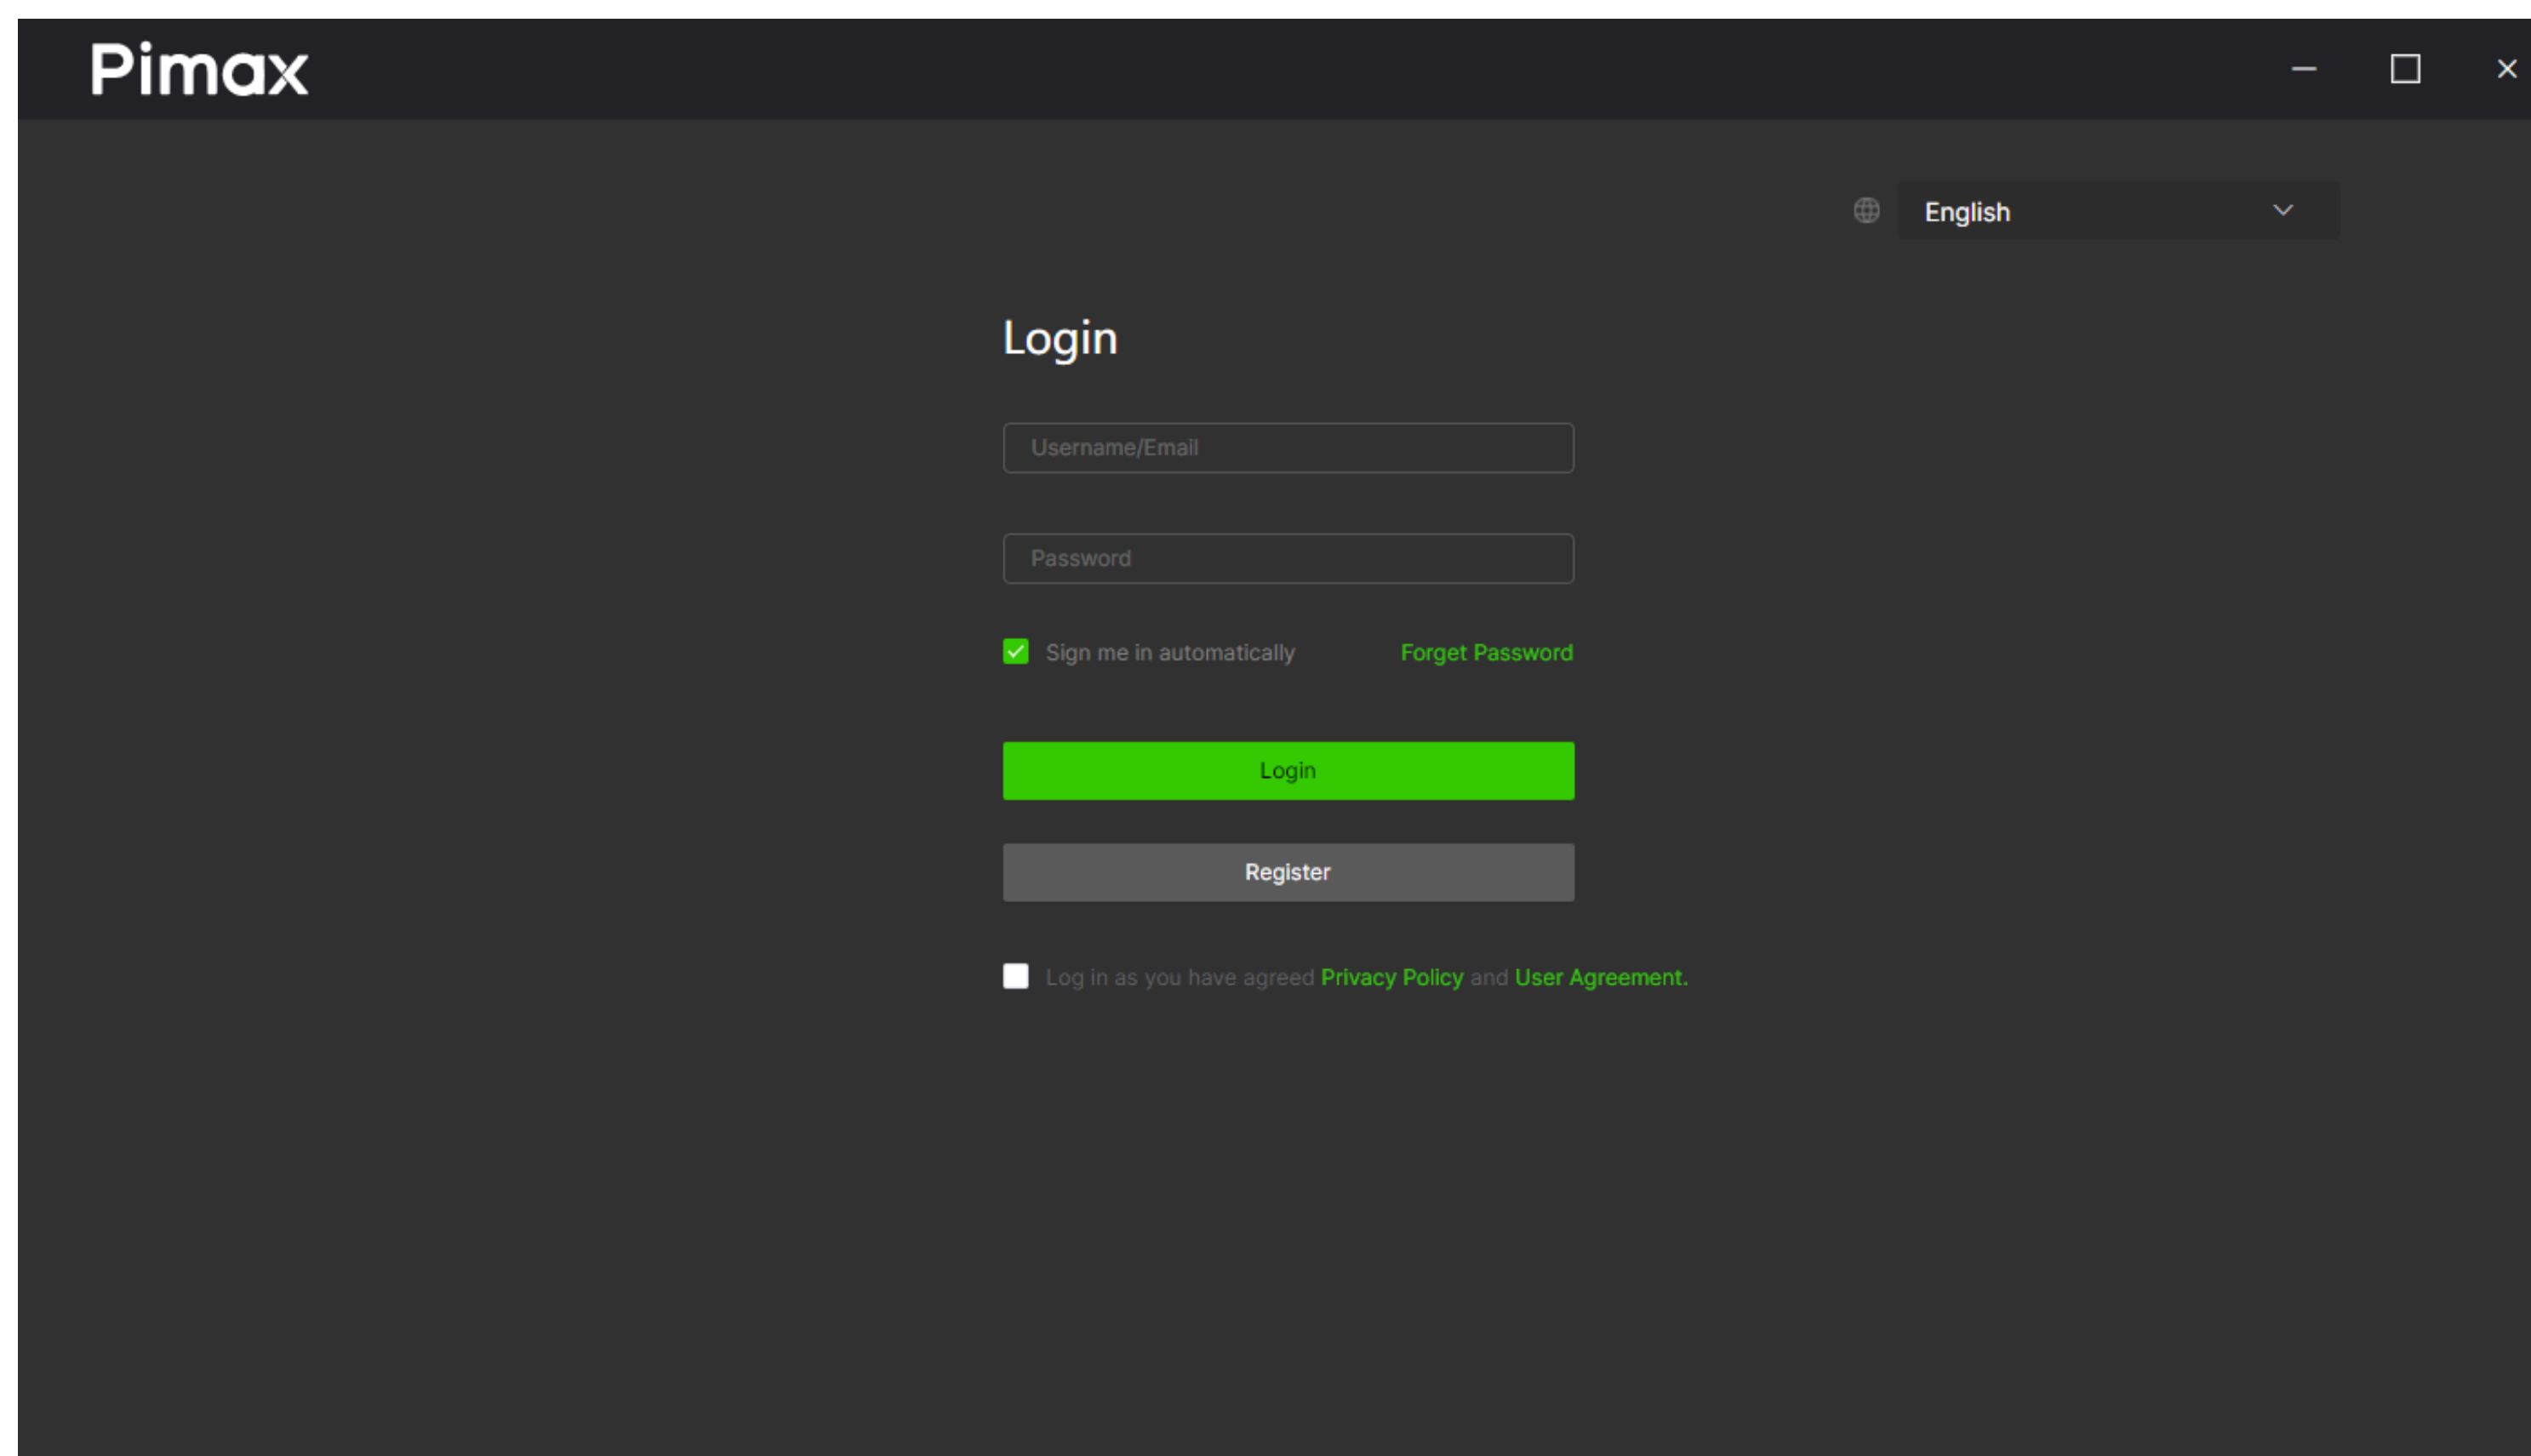 Pimax
English
Login
Username/Email
Password
Sign me in automatically Forget Password
Login
Register
Log in as you have agreed Privacy Policy and User Agreement.